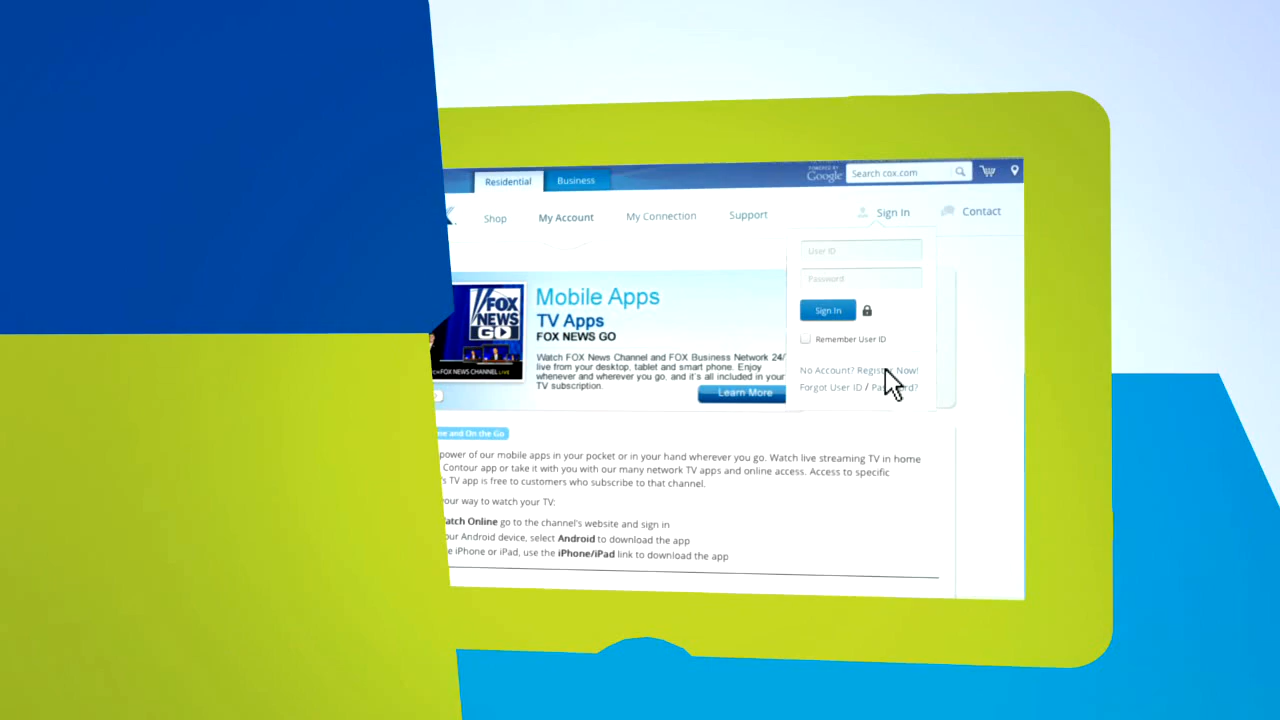 Residential Business POWERED BY Google Search cox.com
Shop My Account My Connection Support Sign In Contact
User ID
Password
Sign In
Remember User ID
No Account? Register Now!
Forgot User ID / Password?
FOX
NEWS
GO
FOX NEWS CHANNEL LIVE
Mobile Apps
TV Apps
FOX NEWS GO
Watch FOX News Channel and FOX Business Network 24/
live from your desktop, tablet and smart phone. Enjoy
whenever and wherever you go, and it's all included in your
TV subscription.
Learn More
me and On the Go
power of our mobile apps in your pocket or in your hand wherever you go. Watch live streaming TV in home
Contour app or take it with you with our many network TV apps and online access. Access to specific
's TV app is free to customers who subscribe to that channel.
our way to watch your TV:
atch Online go to the channel's website and sign in
ur Android device, select Android to download the app
e iPhone or iPad, use the iPhone/iPad link to download the app